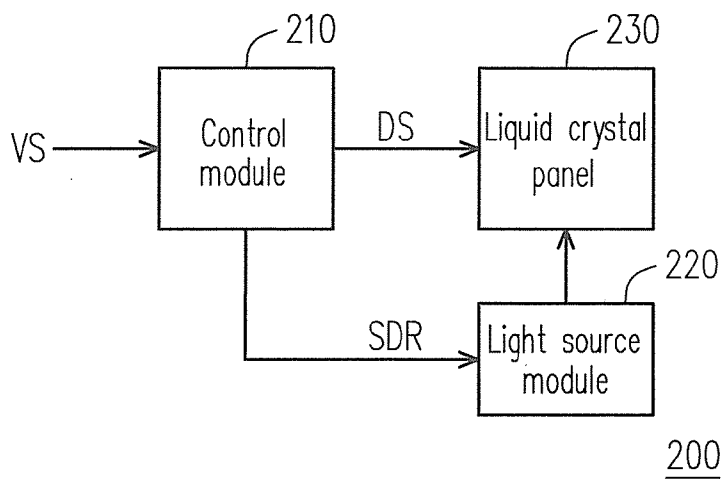 210
230
VS
Control
module
DS
Liquid crystal
panel
220
SDR
Light source
module
200